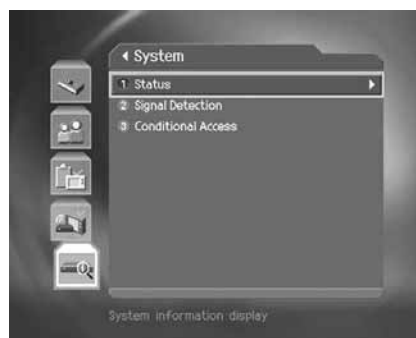 System
1 Status
2 Signal Detection
3 Conditional Access
System information display